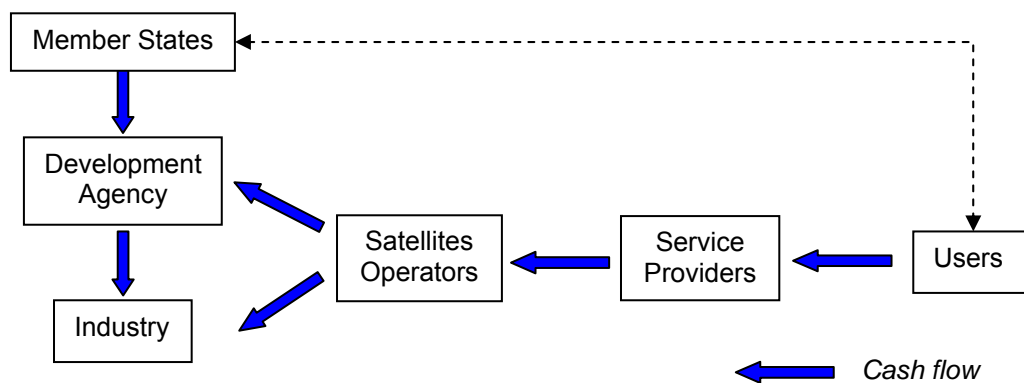 Member States
Development
Agency
Satellites
Operators
Service
Providers
Users
Industry
Cash flow